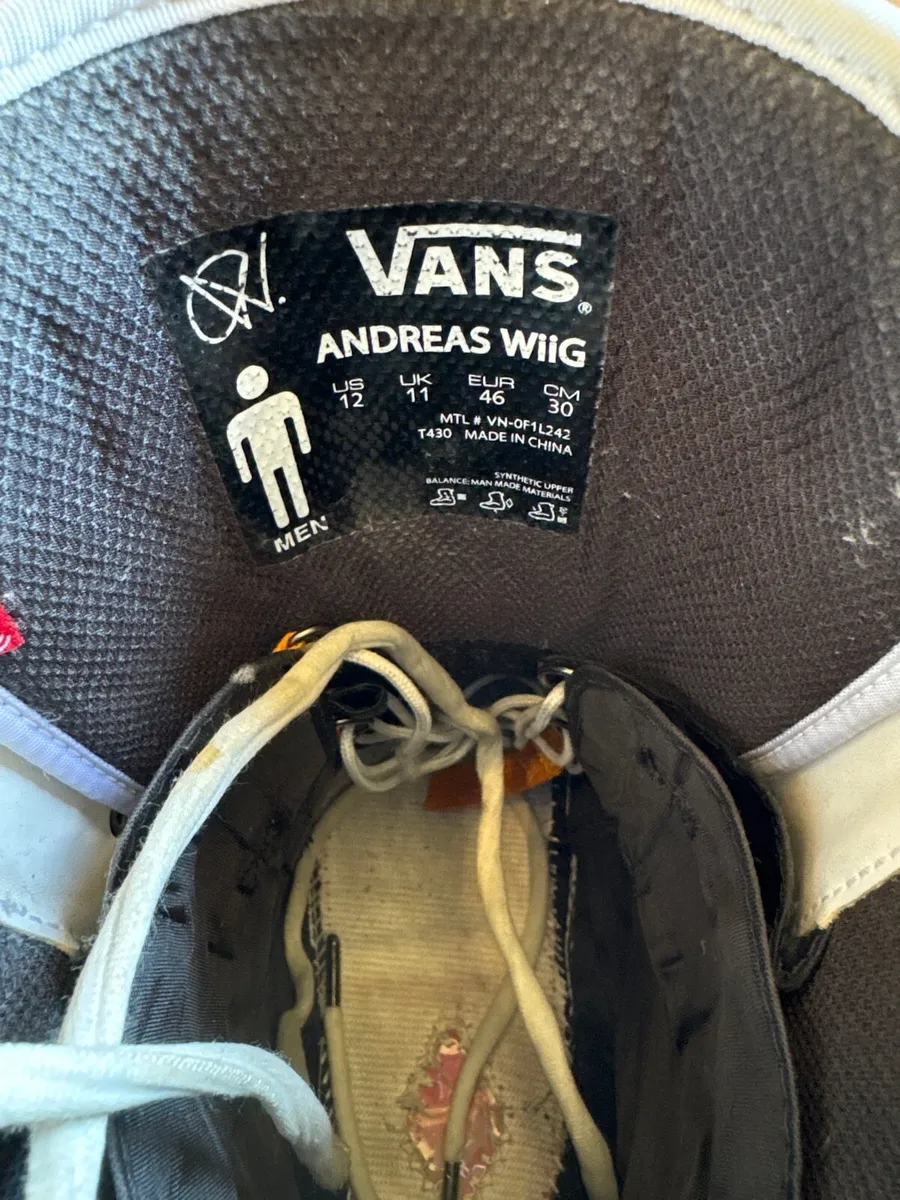 VANS®
ANDREAS WiiG
US UK EUR CM
12 11 46 30
MTL # VN-0F1L242
T430 MADE IN CHINA
SYNTHETIC UPPER
BALANCE: MAN MADE MATERIALS
MEN